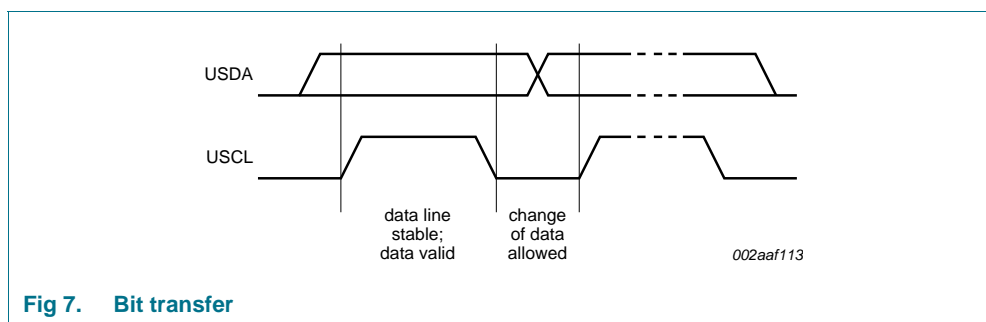 USDA
USCL
data line
stable;
data valid
change
of data
allowed
002aaf113
Fig 7. Bit transfer